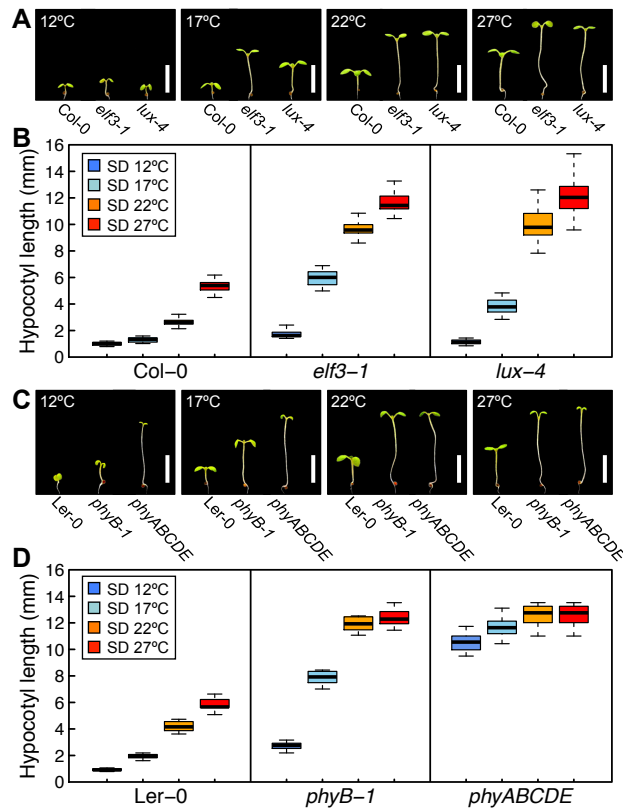 A
12ºC
17ºC
22ºC
27ºC
Col-0
elf3-1
lux-4
Col-0
elf3-1
lux-4
Col-0
elf3-1
lux-4
Col-0
elf3-1
lux-4
B
Hypocotyl length (mm)
16
14
12
10
8
6
4
2
0
SD 12ºC
SD 17ºC
SD 22ºC
SD 27ºC
Col–0
elf3–1
lux–4
C
12ºC
17ºC
22ºC
27ºC
Ler-0
phyB-1
phyABCDE
Ler-0
phyB-1
phyABCDE
Ler-0
phyB-1
phyABCDE
Ler-0
phyB-1
phyABCDE
D
Hypocotyl length (mm)
16
14
12
10
8
6
4
2
0
SD 12ºC
SD 17ºC
SD 22ºC
SD 27ºC
Ler–0
phyB–1
phyABCDE